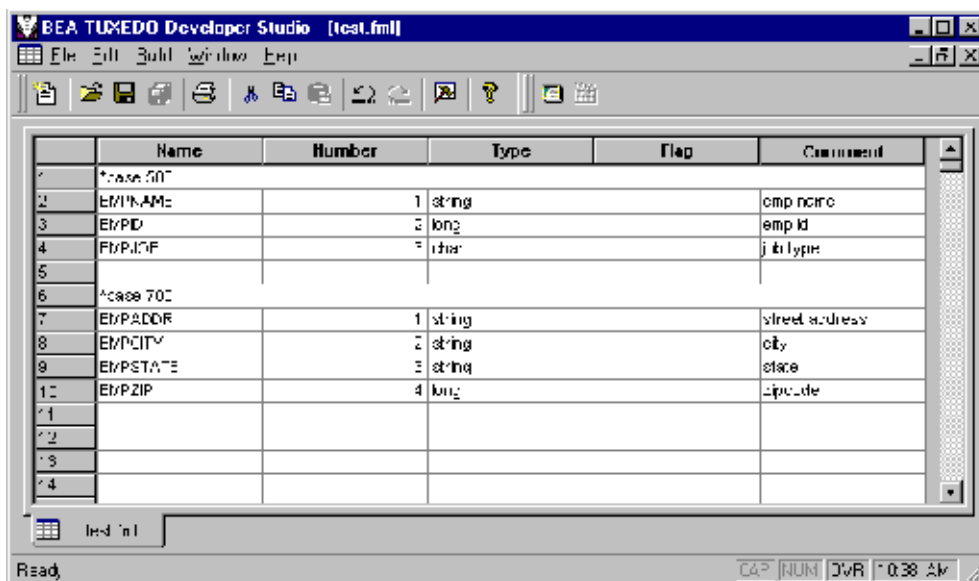 BEA TUXEDO Developer Studio - [test.fml]
File Edit Build Window Help
Name Number Type Flag Comment
1 *base 500
2 EMPNAME 1 string emp name
3 EMPID 2 long emp id
4 EMPJOB 3 char job type
5
6 *base 700
7 EMPADDR 1 string street address
8 EMPCITY 2 string city
9 EMPSTATE 3 string state
10 EMPZIP 4 long zipcode
11
12
13
14
test.fml
Ready CAP NUM OVR 10:38 AM